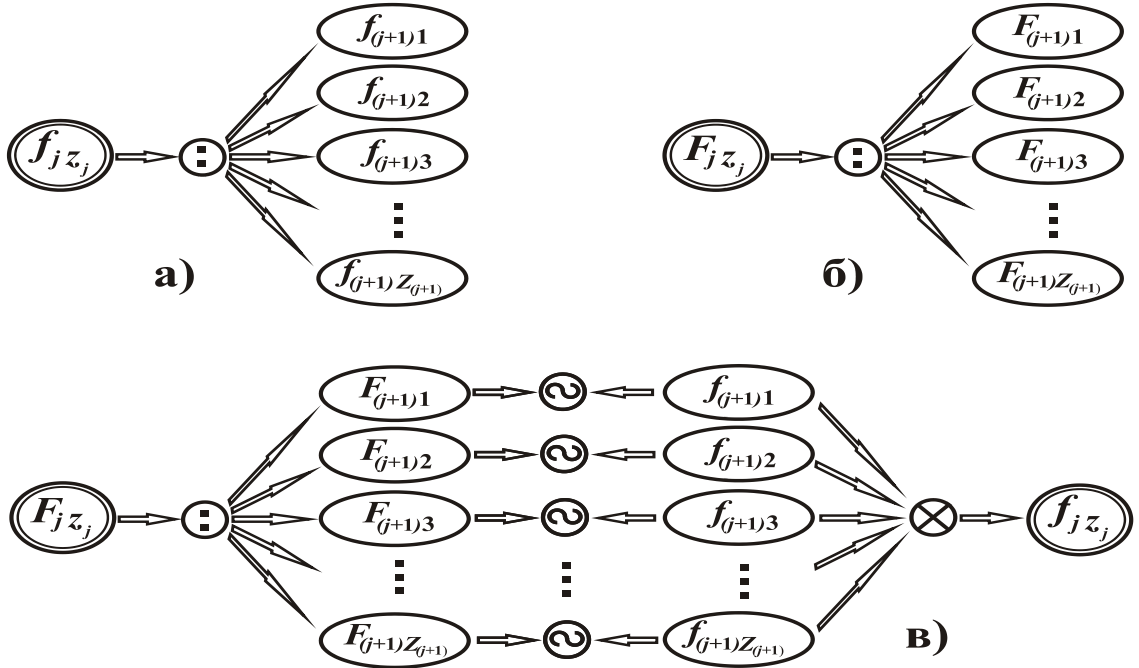 f_(j+1)1
f_(j+1)2
f_j z_j
f_(j+1)3
f_(j+1) Z_(j+1)
а)
F_(j+1)1
F_(j+1)2
F_j z_j
F_(j+1)3
F_(j+1) Z_(j+1)
б)
F_(j+1)1 f_(j+1)1
F_(j+1)2 f_(j+1)2
F_j z_j F_(j+1)3 f_(j+1)3 f_j z_j
F_(j+1) Z_(j+1) f_(j+1) Z_(j+1)
в)